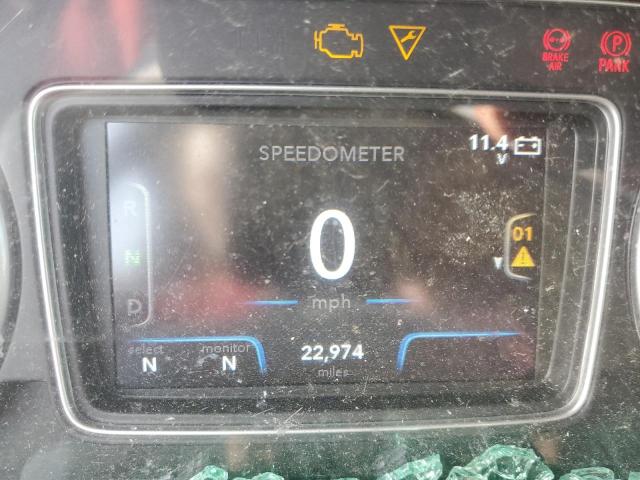 BRAKE
AIR
P
PARK
SPEEDOMETER
11.4
V
R
N
D
0
01
mph
select
monitor
N
N
22,974
miles